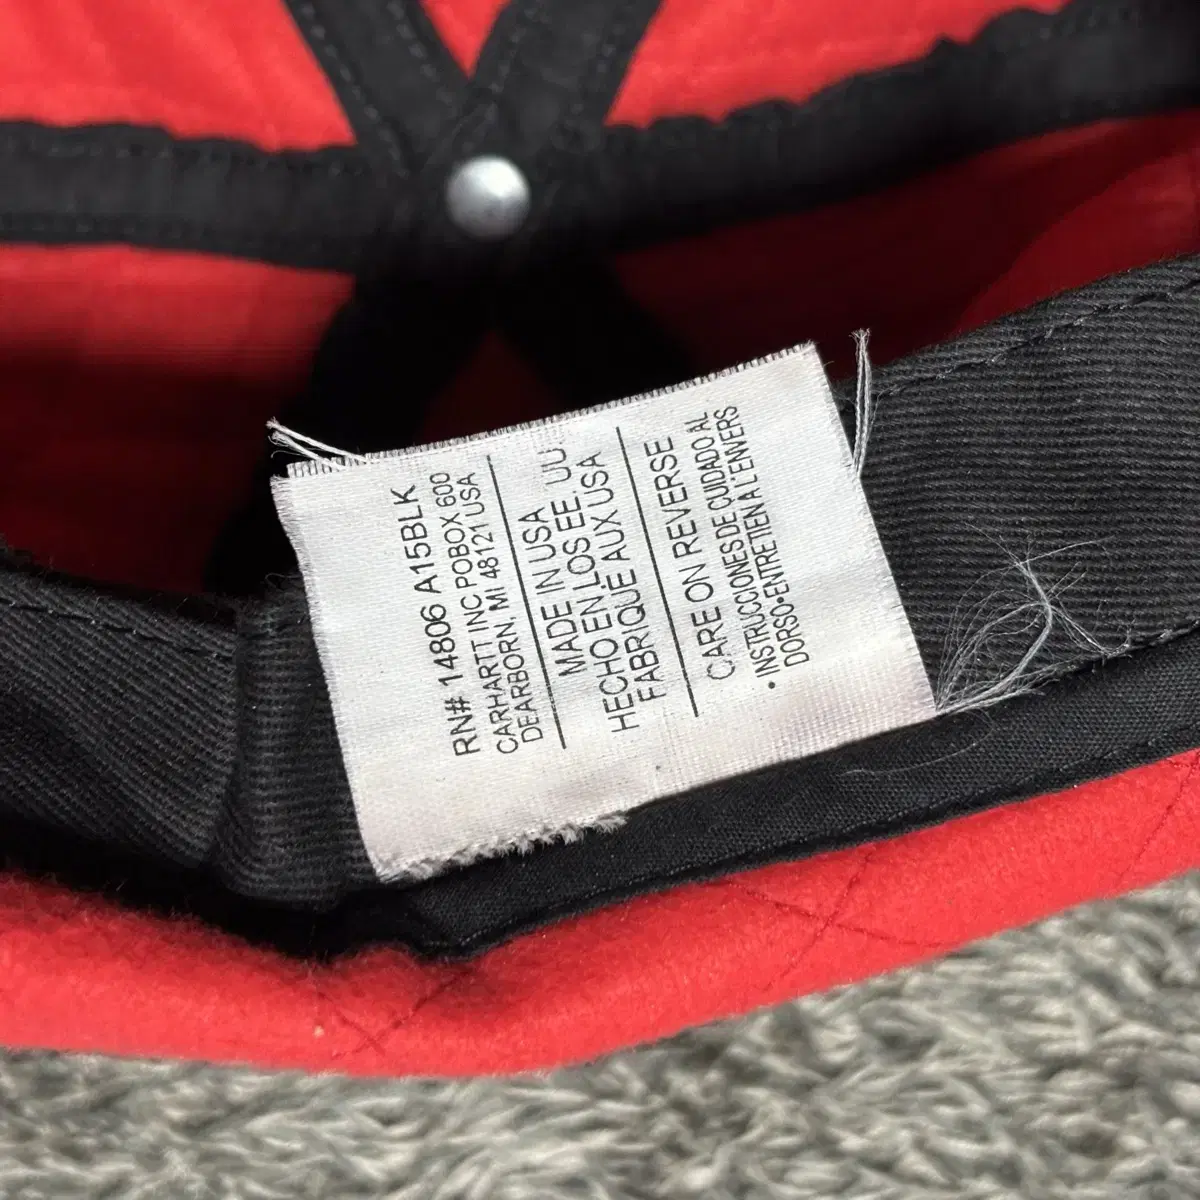 RN# 14806 A15BLK
CARHARTT INC POBOX 600
DEARBORN, MI 48121 USA
MADE IN USA
HECHO EN LOS EE. UU.
FABRIQUÉ AUX USA
CARE ON REVERSE
• INSTRUCCIONES DE CUIDADO AL
DORSO•ENTRETIEN A L'ENVERS